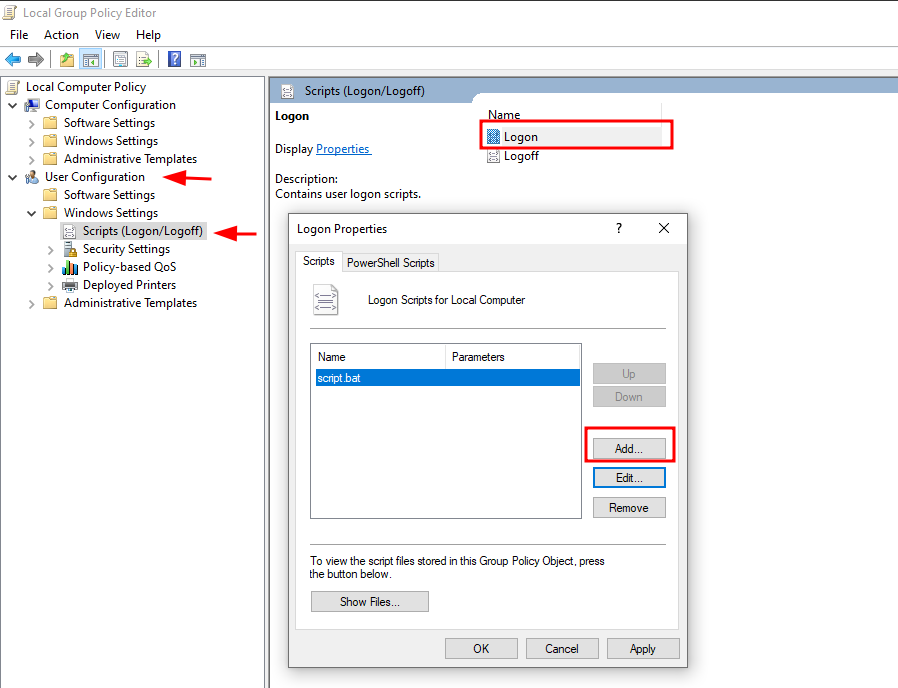 Local Group Policy Editor
File Action View Help
Local Computer Policy
Computer Configuration
Software Settings
Windows Settings
Administrative Templates
User Configuration
Software Settings
Windows Settings
Scripts (Logon/Logoff)
Security Settings
Policy-based QoS
Deployed Printers
Administrative Templates
Scripts (Logon/Logoff)
Logon
Display Properties
Description:
Contains user logon scripts.
Name
Logon
Logoff
Logon Properties
?
Scripts PowerShell Scripts
Logon Scripts for Local Computer
Name Parameters
script.bat
Up
Down
Add...
Edit...
Remove
To view the script files stored in this Group Policy Object, press
the button below.
Show Files...
OK Cancel Apply